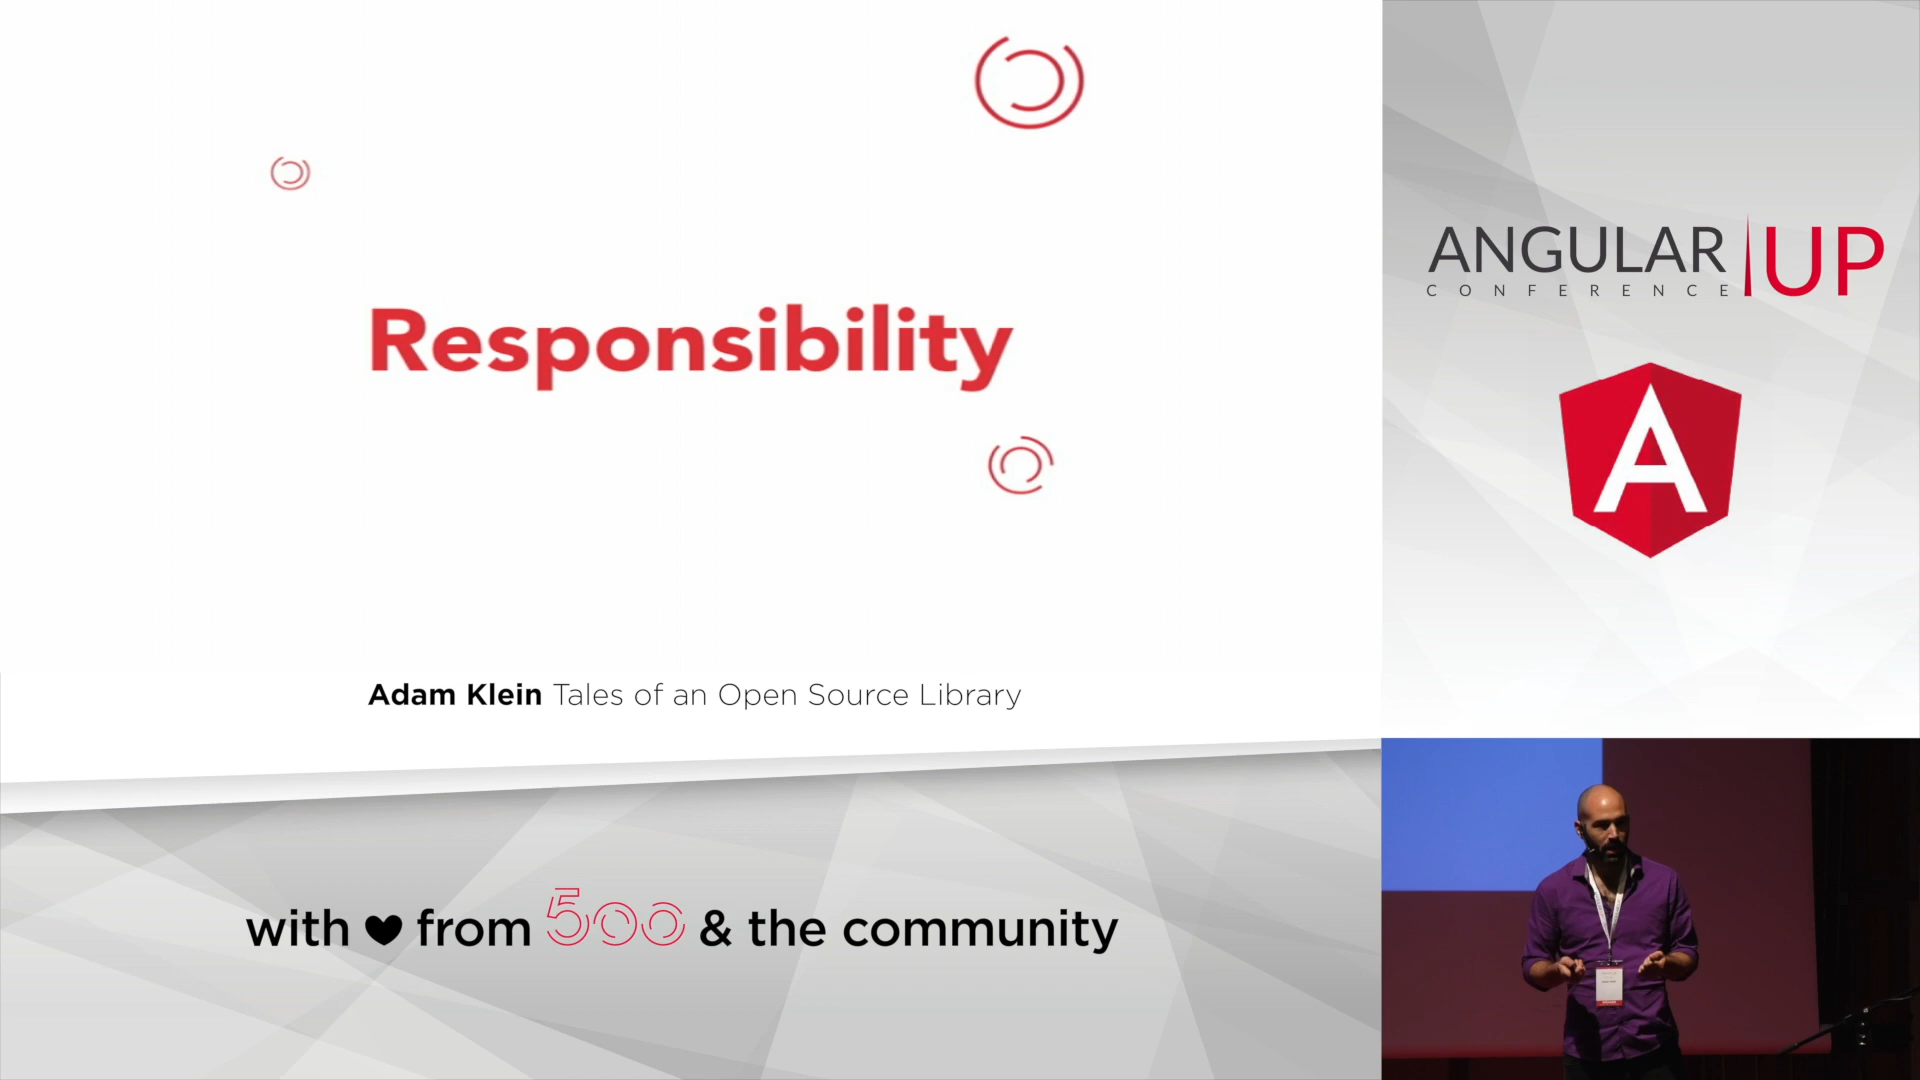 Responsibility
Adam Klein Tales of an Open Source Library
with ♥ from 500 & the community
ANGULAR UP
CONFERENCE
A